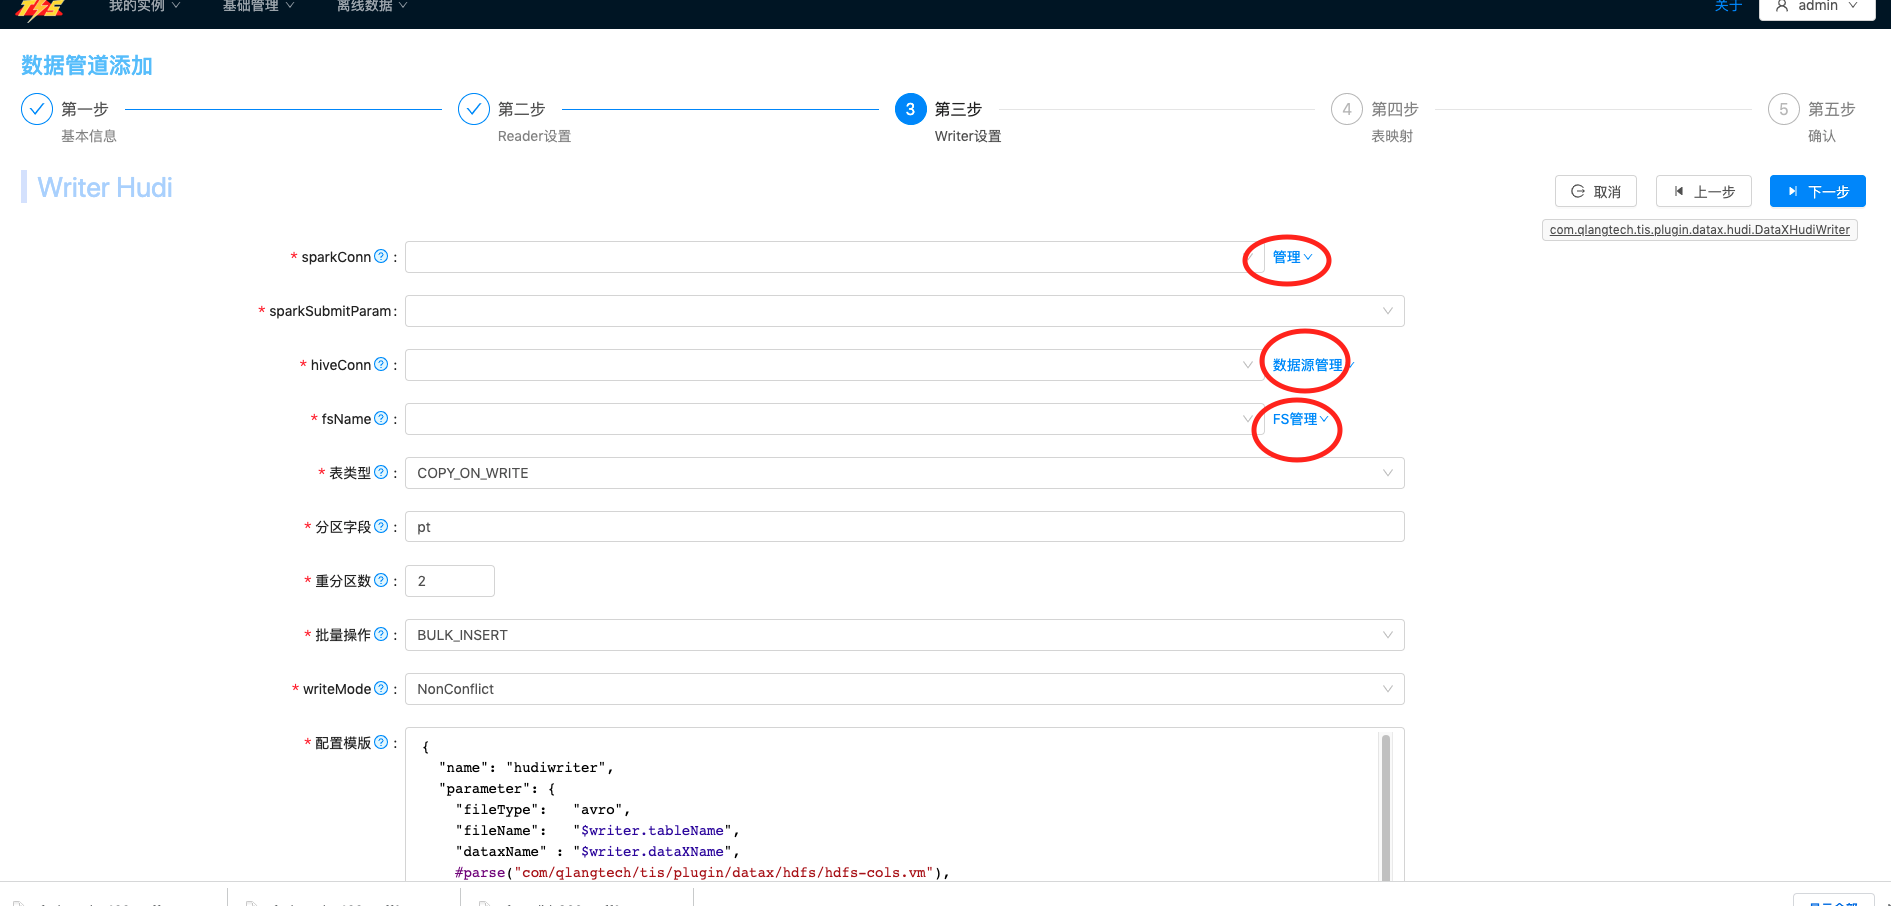 TIS 我的实例 基础管理 离线数据 关于 admin
数据管道添加
第一步 第二步 3 第三步 4 第四步 5 第五步
基本信息 Reader设置 Writer设置 表映射 确认
Writer Hudi 取消 上一步 下一步
com.qlangtech.tis.plugin.datax.hudi.DataXHudiWriter
* sparkConn ? : 管理
* sparkSubmitParam :
* hiveConn ? : 数据源管理
* fsName ? : FS管理
* 表类型 ? : COPY_ON_WRITE
* 分区字段 ? : pt
* 重分区数 ? : 2
* 批量操作 ? : BULK_INSERT
* writeMode ? : NonConflict
* 配置模版 ? : {
"name": "hudiwriter",
"parameter": {
"fileType": "avro",
"fileName": "$writer.tableName",
"dataxName" : "$writer.dataXName",
#parse("com/qlangtech/tis/plugin/datax/hdfs/hdfs-cols.vm"),